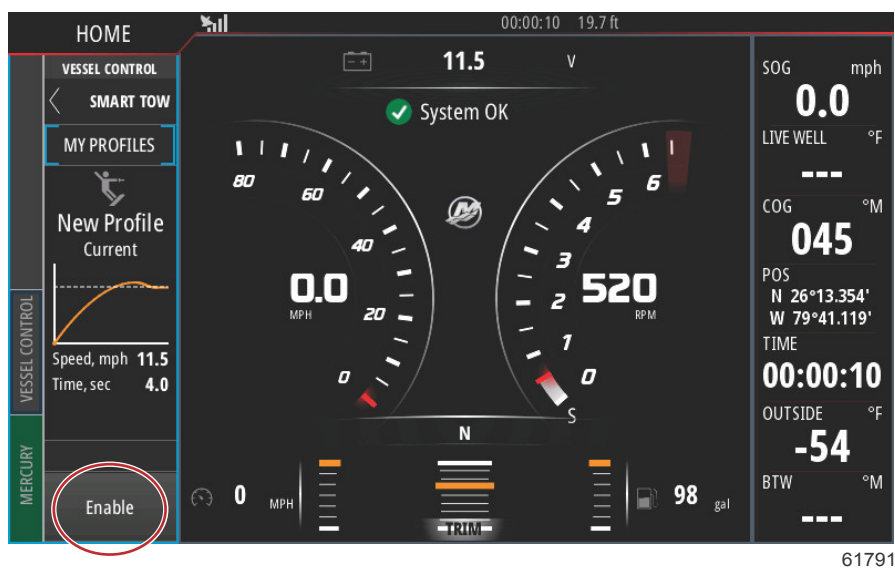 HOME
00:00:10 19.7 ft
VESSEL CONTROL
SMART TOW
MY PROFILES
New Profile
Current
Speed, mph 11.5
Time, sec 4.0
Enable
VESSEL CONTROL
MERCURY
- +
11.5 V
System OK
80
60
40
20
0
0.0
MPH
6
5
4
3
2
1
0
S
520
RPM
N
0 MPH
TRIM
98 gal
SOG mph
0.0
LIVE WELL °F
---
COG °M
045
POS
N 26°13.354'
W 79°41.119'
TIME
00:00:10
OUTSIDE °F
-54
BTW °M
---
61791